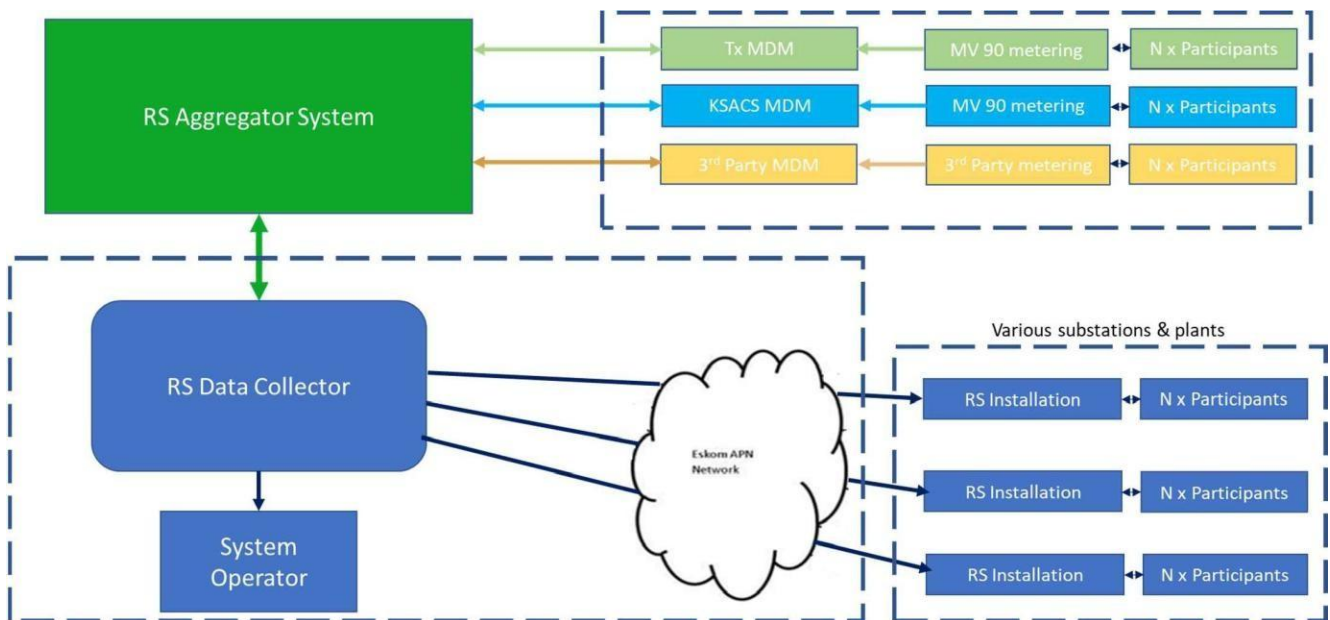 RS Aggregator System
Tx MDM
MV 90 metering
N x Participants
KSACS MDM
MV 90 metering
N x Participants
3rd Party MDM
3rd Party metering
N x Participants
RS Data Collector
System
Operator
Eskom APN
Network
Various substations & plants
RS Installation
N x Participants
RS Installation
N x Participants
RS Installation
N x Participants